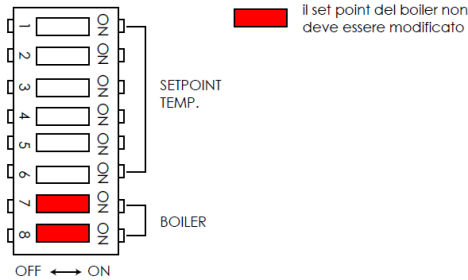 il set point del boiler non
deve essere modificato
1 ON
2 ON
3 ON
4 ON
5 ON
6 ON
7 ON
8 ON
SETPOINT
TEMP.
BOILER
OFF ⟷ ON